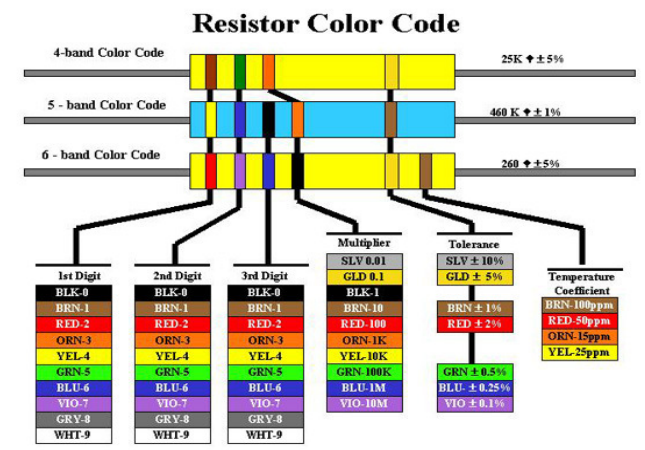 Resistor Color Code
4-band Color Code
25K ± 5%
5 - band Color Code
460 K ± 1%
6 - band Color Code
260 ±5%
1st Digit
BLK-0
BRN-1
RED-2
ORN-3
YEL-4
GRN-5
BLU-6
VIO-7
GRY-8
WHT-9
2nd Digit
BLK-0
BRN-1
RED-2
ORN-3
YEL-4
GRN-5
BLU-6
VIO-7
GRY-8
WHT-9
3rd Digit
BLK-0
BRN-1
RED-2
ORN-3
YEL-4
GRN-5
BLU-6
VIO-7
GRY-8
WHT-9
Multiplier
SLV 0.01
GLD 0.1
BLK-1
BRN-10
RED-100
ORN-1K
YEL-10K
GRN-100K
BLU-1M
VIO-10M
Tolerance
SLV ± 10%
GLD ± 5%
BRN ± 1%
RED ± 2%
GRN ± 0.5%
BLU- ± 0.25%
VIO ± 0.1%
Temperature
Coefficient
BRN-100ppm
RED-50ppm
ORN-15ppm
YEL-25ppm